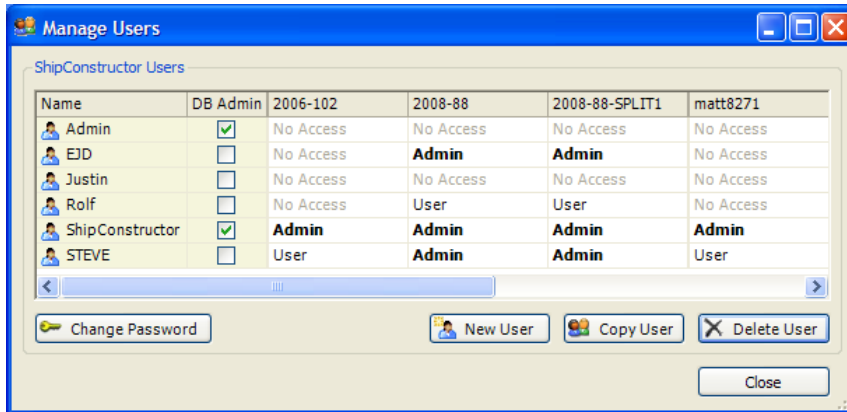 Manage Users
ShipConstructor Users
Name DB Admin 2006-102 2008-88 2008-88-SPLIT1 matt8271
Admin No Access No Access No Access No Access
EJD No Access Admin Admin No Access
Justin No Access No Access No Access No Access
Rolf No Access User User No Access
ShipConstructor Admin Admin Admin Admin
STEVE User Admin Admin User
Change Password New User Copy User Delete User
Close